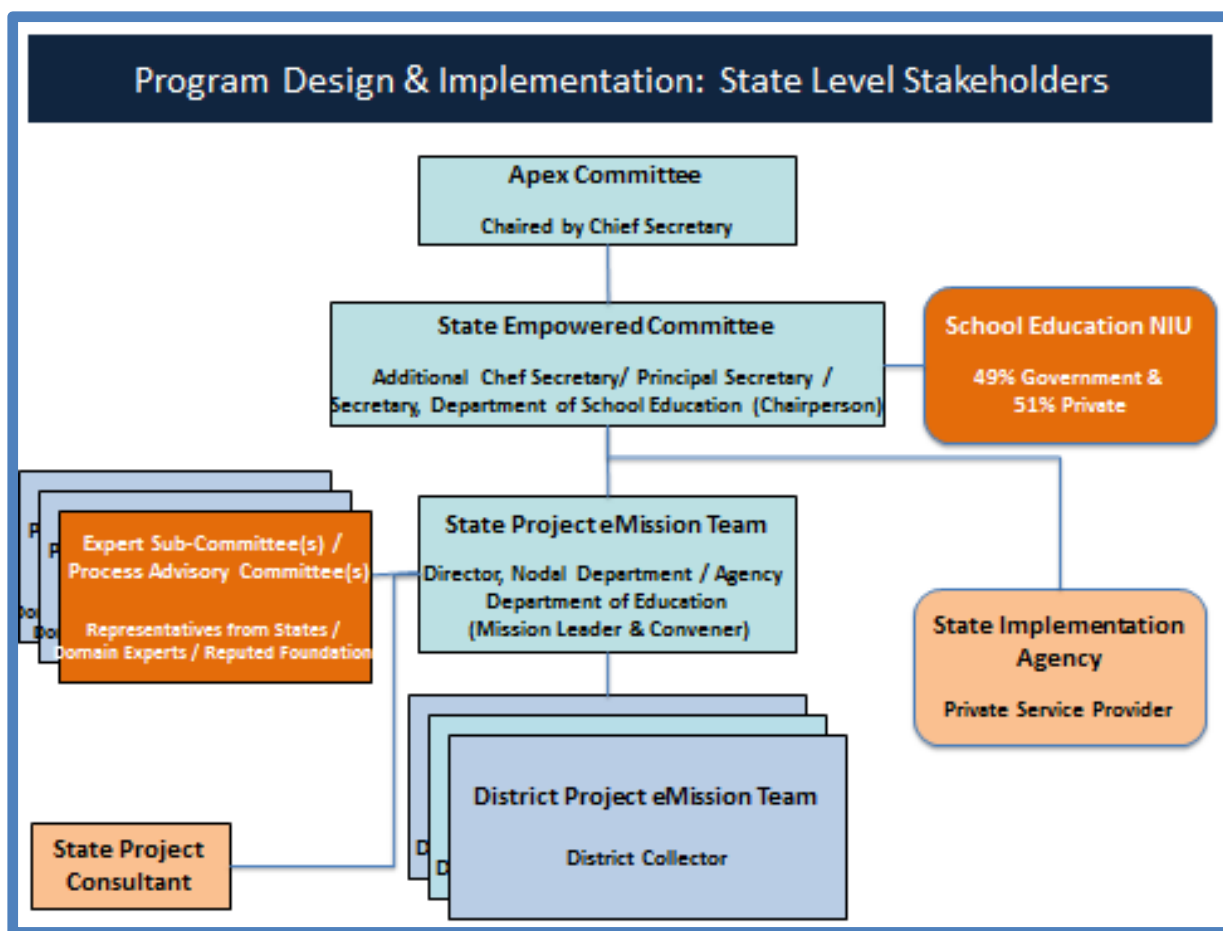 Program Design & Implementation: State Level Stakeholders
Apex Committee
Chaired by Chief Secretary
State Empowered Committee
Additional Chef Secretary/ Principal Secretary /
Secretary, Department of School Education (Chairperson)
School Education NIU
49% Government &
51% Private
Expert Sub-Committee(s) /
Process Advisory Committee(s)
Representatives from States /
Domain Experts / Reputed Foundation
State Project eMission Team
Director, Nodal Department / Agency
Department of Education
(Mission Leader & Convener)
State Implementation
Agency
Private Service Provider
District Project eMission Team
District Collector
State Project
Consultant